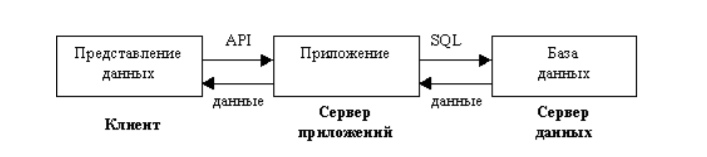 Представление
данных
API
данные
Клиент
Приложение
Сервер
приложений
SQL
данные
База
данных
Сервер
данных